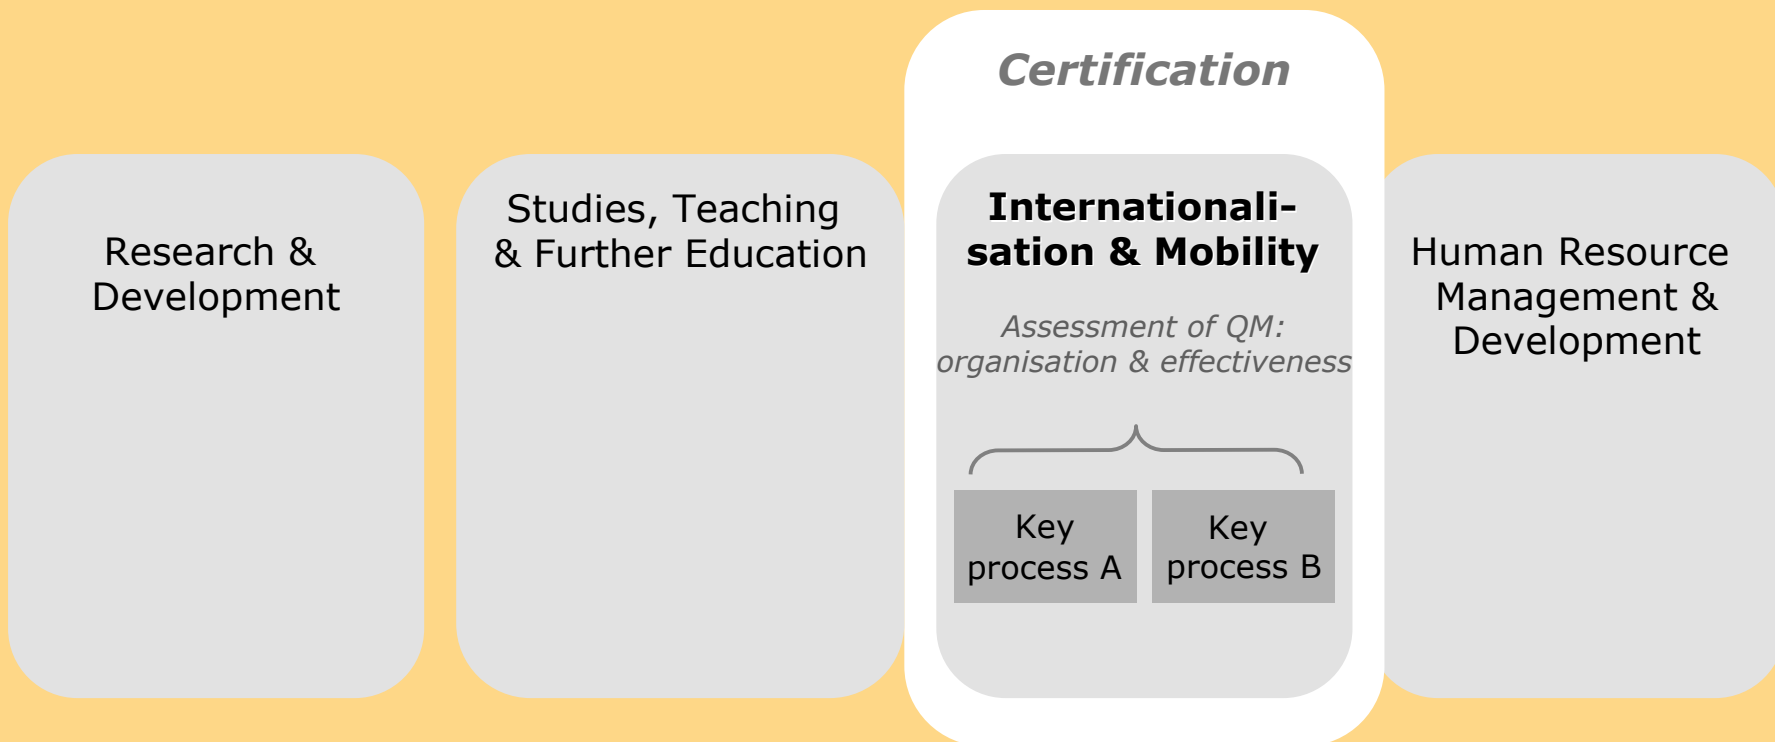 Certification
Research &
Development
Studies, Teaching
& Further Education
Internationali-
sation & Mobility
Assessment of QM:
organisation & effectiveness
Key
process A
Key
process B
Human Resource
Management &
Development